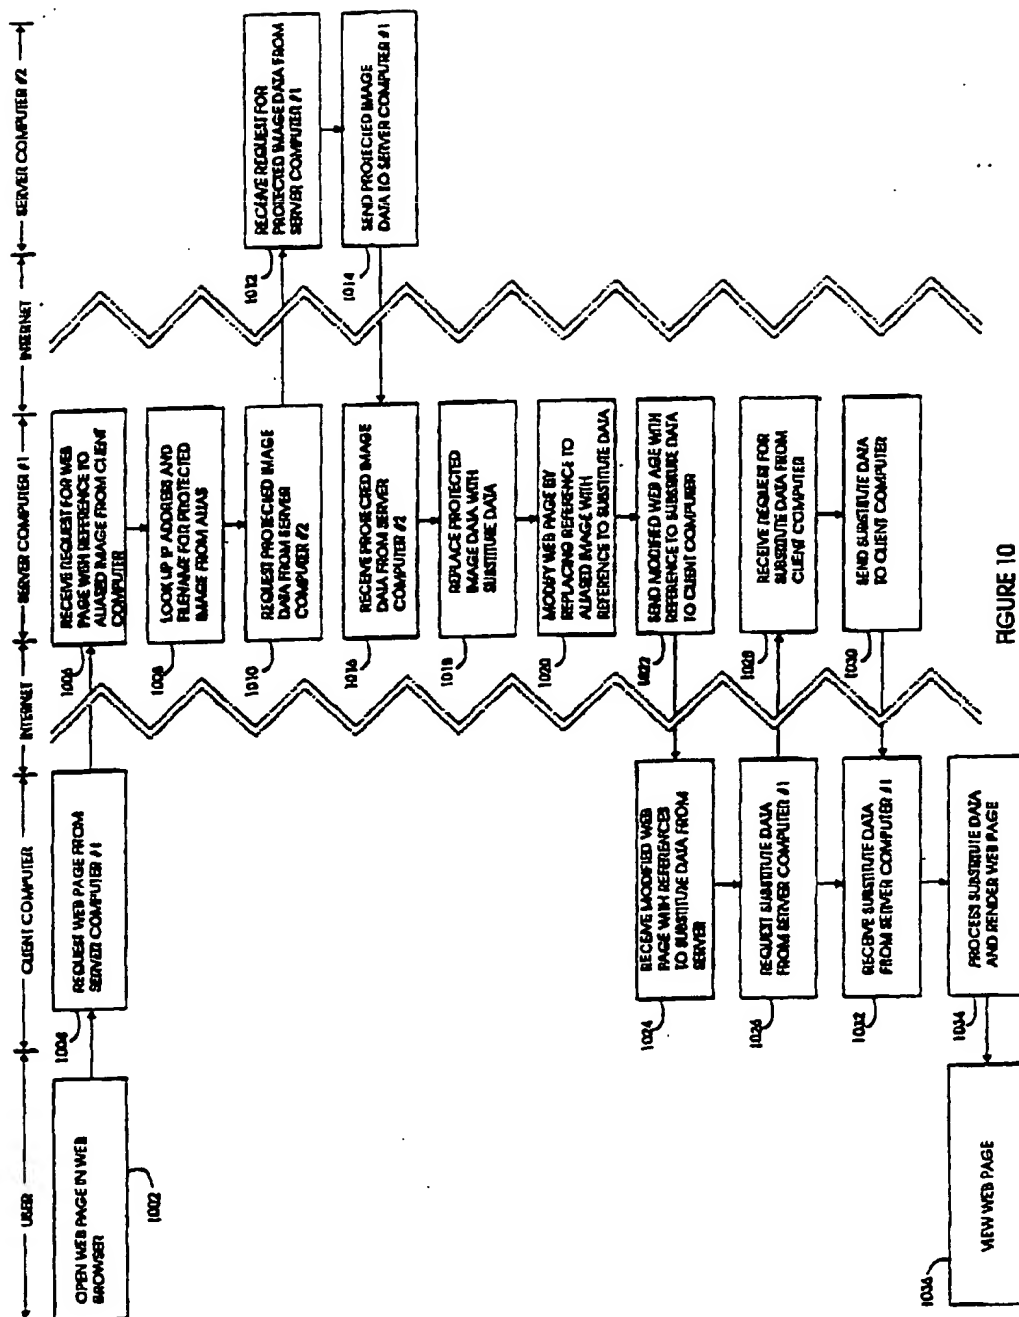 USER
CLIENT COMPUTER
INTERNET
SERVER COMPUTER #1
INTERNET
SERVER COMPUTER #2
OPEN WEB PAGE IN WEB
BROWSER
1002
REQUEST WEB PAGE FROM
SERVER COMPUTER #1
1004
RECEIVE REQUEST FOR WEB
PAGE WITH REFERENCE TO
ALIASED IMAGE FROM CLIENT
COMPUTER
1006
LOOK UP IP ADDRESS AND
FILENAME FOR PROTECTED
IMAGE FROM ALIAS
1008
REQUEST PROTECTED IMAGE
DATA FROM SERVER
COMPUTER #2
1010
RECEIVE REQUEST FOR
PROTECTED IMAGE DATA FROM
SERVER COMPUTER #1
1012
SEND PROTECTED IMAGE
DATA TO SERVER COMPUTER #1
1014
RECEIVE PROTECTED IMAGE
DATA FROM SERVER
COMPUTER #2
1016
REPLACE PROTECTED
IMAGE DATA WITH
SUBSTITUTE DATA
1018
MODIFY WEB PAGE BY
REPLACING REFERENCE TO
ALIASED IMAGE WITH
REFERENCE TO SUBSTITUTE DATA
1020
SEND MODIFIED WEB AGE WITH
REFERENCE TO SUBSTITUTE DATA
TO CLIENT COMPUTER
1022
RECEIVE MODIFIED WEB
PAGE WITH REFERENCES
TO SUBSTITUTE DATA FROM
SERVER
1024
REQUEST SUBSTITUTE DATA
FROM SERVER COMPUTER #1
1026
RECEIVE REQUEST FOR
SUBSTITUTE DATA FROM
CLIENT COMPUTER
1028
SEND SUBSTITUTE DATA
TO CLIENT COMPUTER
1030
RECEIVE SUBSTITUTE DATA
FROM SERVER COMPUTER #1
1032
PROCESS SUBSTITUTE DATA
AND RENDER WEB PAGE
1034
VIEW WEB PAGE
1036
FIGURE 10